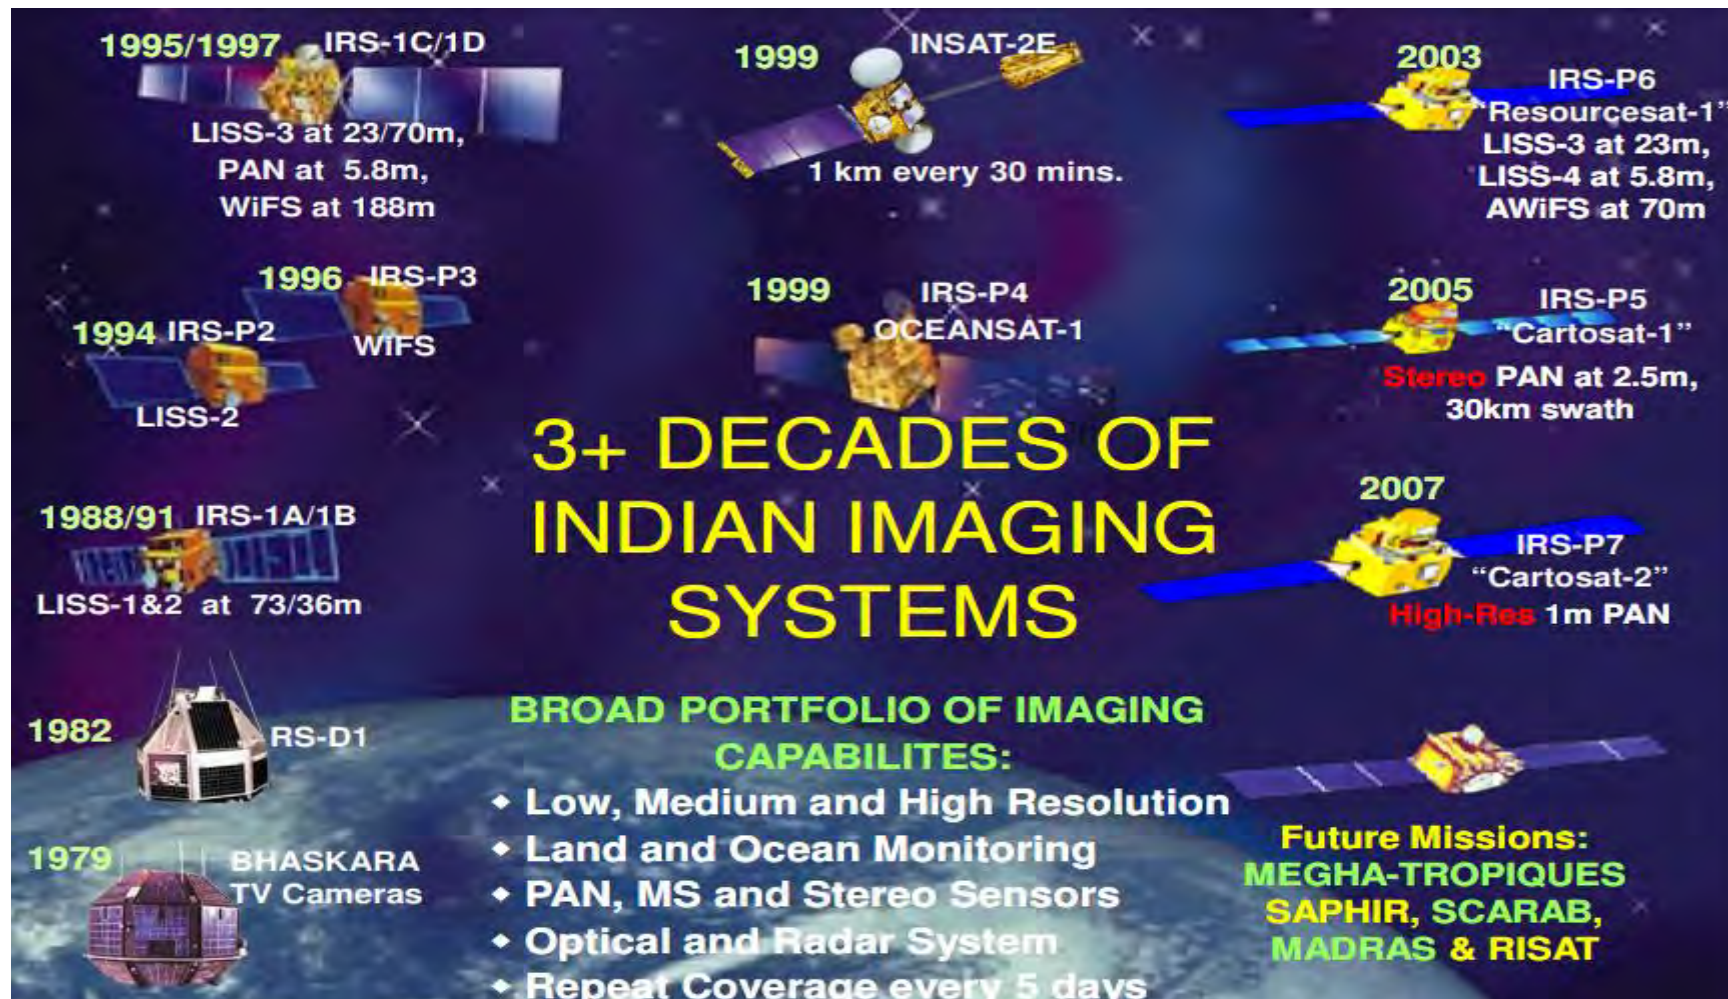 1995/1997 IRS-1C/1D
LISS-3 at 23/70m,
PAN at 5.8m,
WiFS at 188m
1996 IRS-P3
WiFS
1994 IRS-P2
LISS-2
1988/91 IRS-1A/1B
LISS-1&2 at 73/36m
1982 RS-D1
1979 BHASKARA
TV Cameras
1999 INSAT-2E
1 km every 30 mins.
1999 IRS-P4
OCEANSAT-1
3+ DECADES OF
INDIAN IMAGING
SYSTEMS
BROAD PORTFOLIO OF IMAGING
CAPABILITES:
◆ Low, Medium and High Resolution
◆ Land and Ocean Monitoring
◆ PAN, MS and Stereo Sensors
◆ Optical and Radar System
◆ Repeat Coverage every 5 days
2003 IRS-P6
“Resourcesat-1”
LISS-3 at 23m,
LISS-4 at 5.8m,
AWiFS at 70m
2005 IRS-P5
“Cartosat-1”
Stereo PAN at 2.5m,
30km swath
2007
IRS-P7
“Cartosat-2”
High-Res 1m PAN
Future Missions:
MEGHA-TROPIQUES
SAPHIR, SCARAB,
MADRAS & RISAT